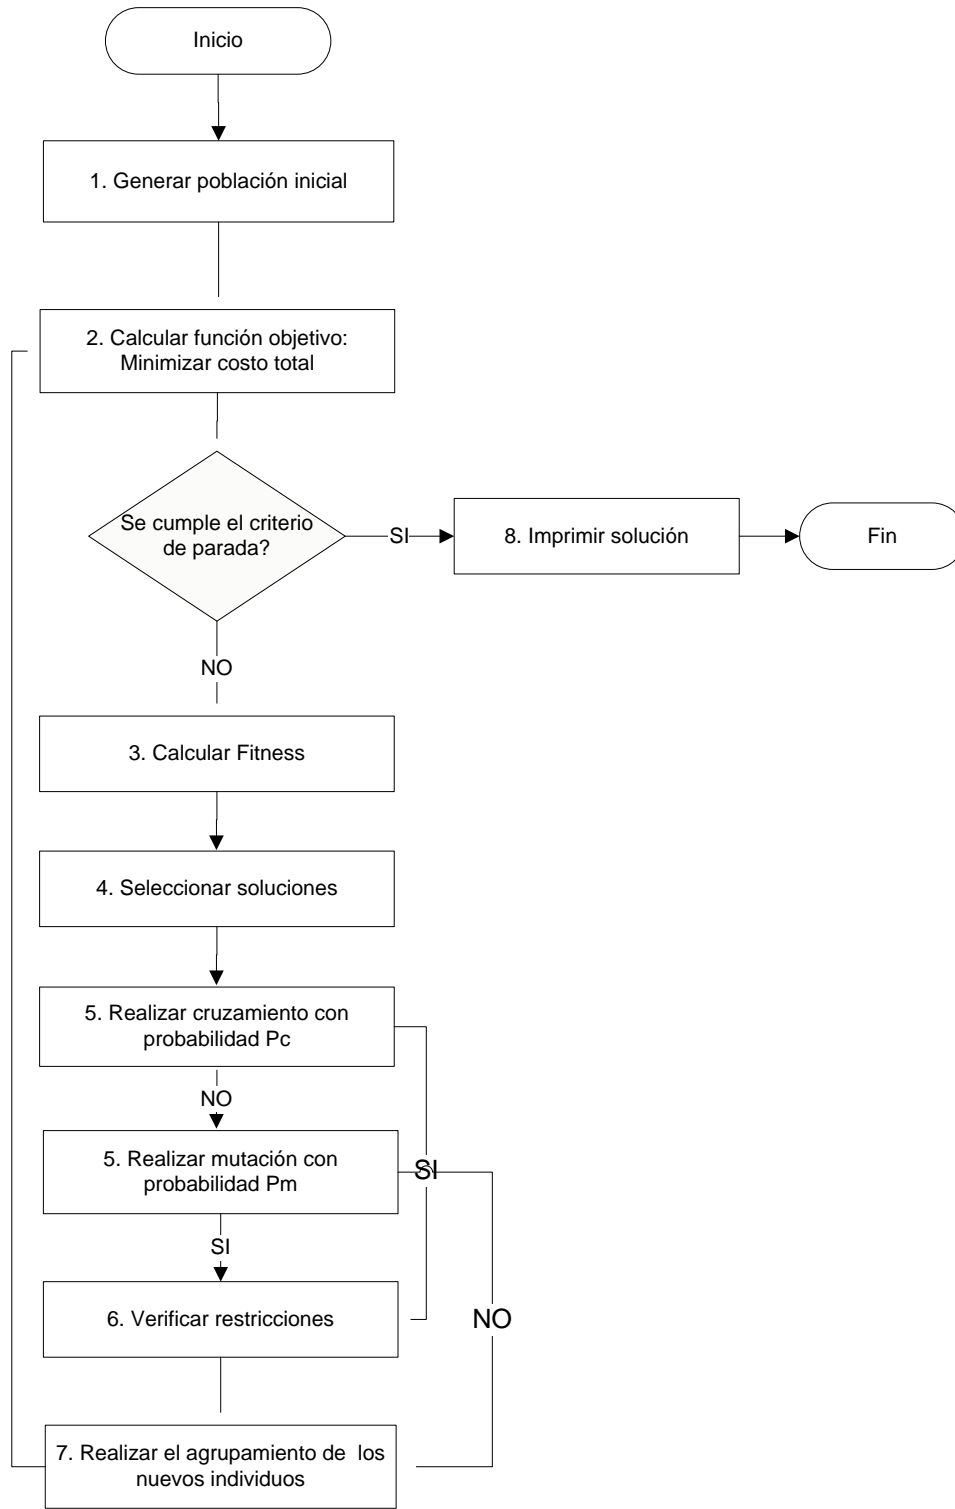 Inicio
1. Generar población inicial
2. Calcular función objetivo:
Minimizar costo total
Se cumple el criterio
de parada?
SI
8. Imprimir solución
Fin
NO
3. Calcular Fitness
4. Seleccionar soluciones
5. Realizar cruzamiento con
probabilidad Pc
NO
5. Realizar mutación con
probabilidad Pm
SI
SI
6. Verificar restricciones
NO
7. Realizar el agrupamiento de los
nuevos individuos